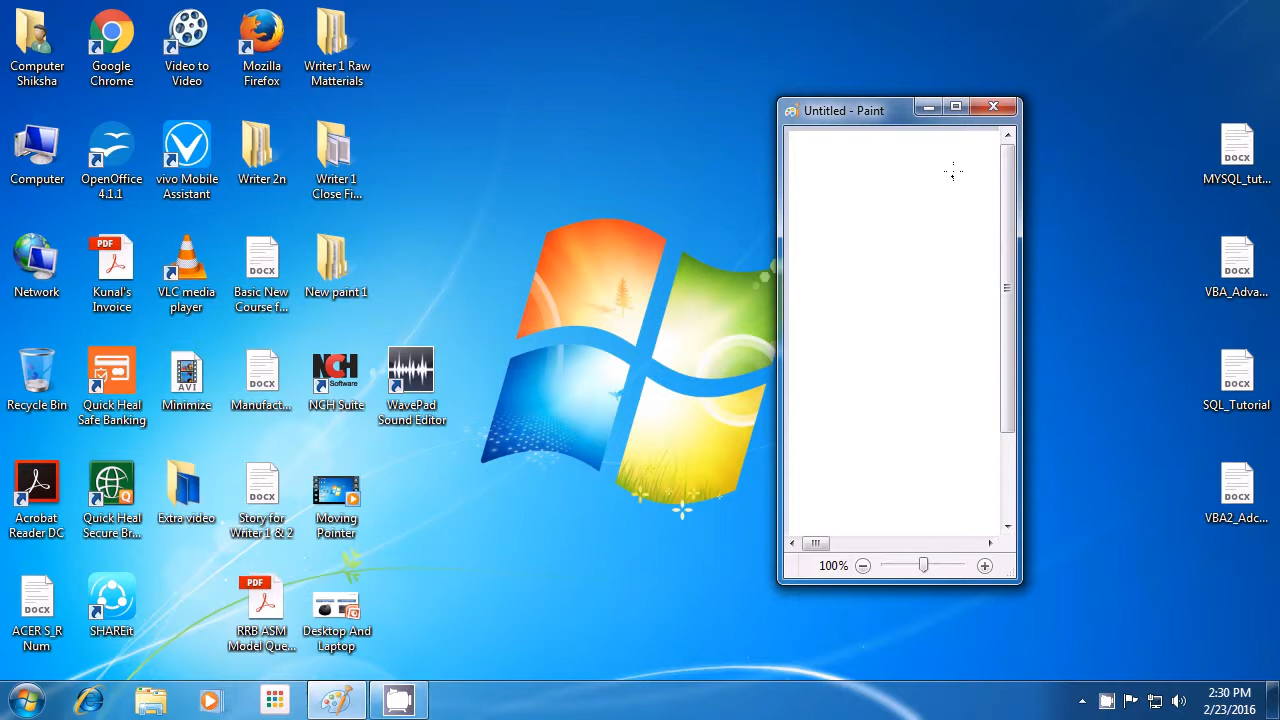 Computer
Shiksha
Google
Chrome
Video to
Video
Mozilla
Firefox
Writer 1 Raw
Matterials
Computer
OpenOffice
4.1.1
vivo Mobile
Assistant
Writer 2n
Writer 1
Close Fi...
Network
PDF
Kunal's
Invoice
VLC media
player
DOCX
Basic New
Course f...
New paint 1
Recycle Bin
Quick Heal
Safe Banking
AVI
Minimize
DOCX
Manufact...
NCH
Software
NCH Suite
WavePad
Sound Editor
Acrobat
Reader DC
Quick Heal
Secure Br...
Extra video
DOCX
Story for
Writer 1 & 2
Moving
Pointer
DOCX
ACER S_R
Num
SHAREit
PDF
RRB ASM
Model Que...
Desktop And
Laptop
Untitled - Paint
100%
DOCX
MYSQL_tut...
DOCX
VBA_Adva...
DOCX
SQL_Tutorial
DOCX
VBA2_Adc...
2:30 PM
2/23/2016